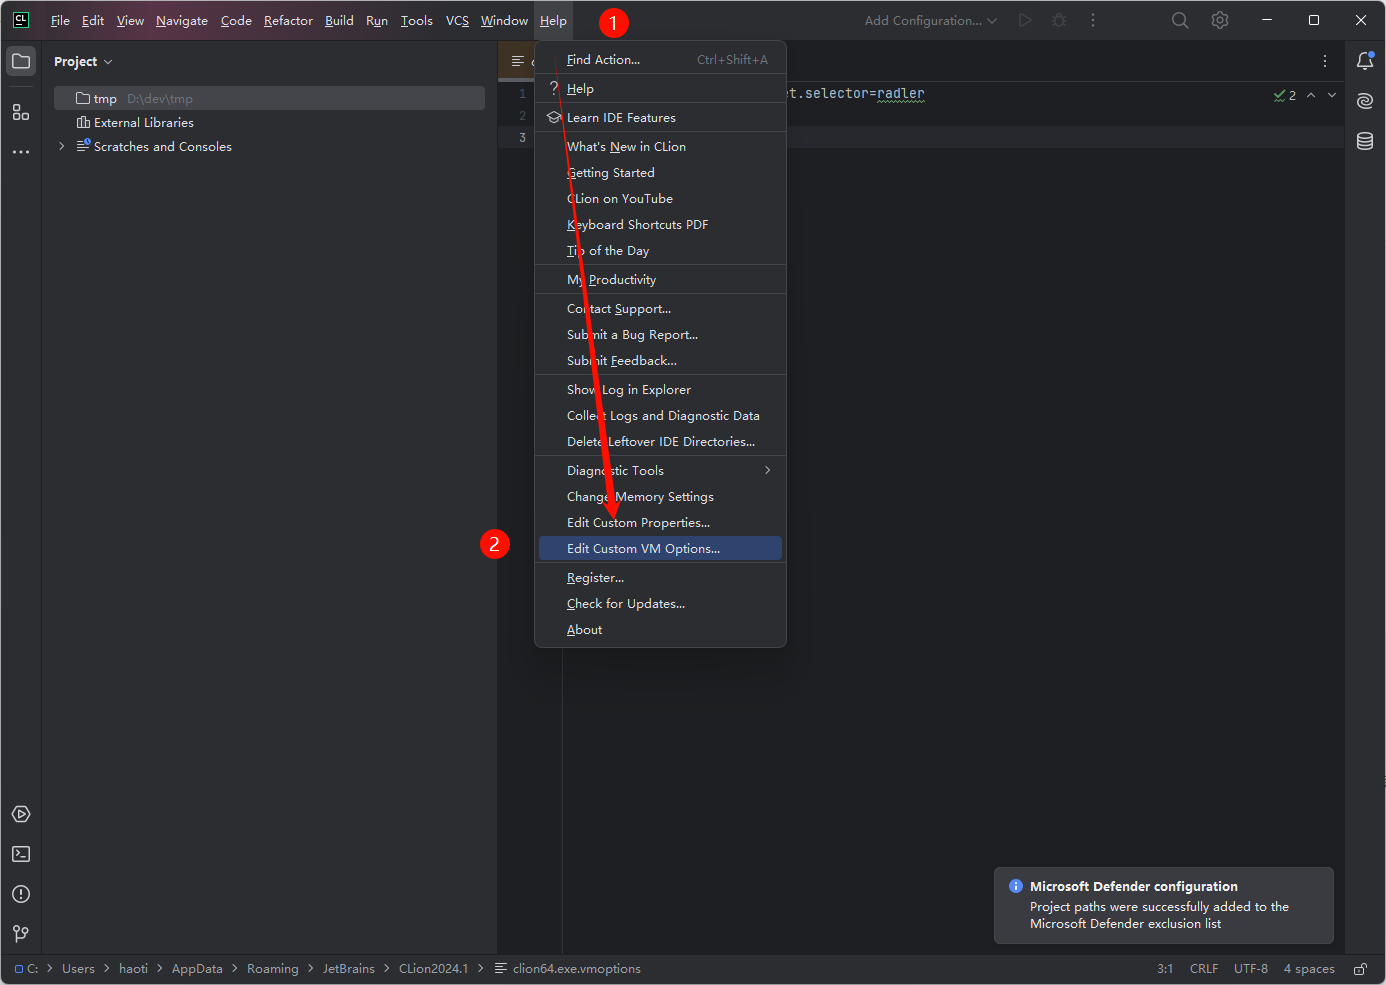 CL File Edit View Navigate Code Refactor Build Run Tools VCS Window Help 1 Add Configuration...
Project
tmp D:\dev\tmp
External Libraries
Scratches and Consoles
Find Action... Ctrl+Shift+A
? Help
Learn IDE Features
What's New in CLion
Getting Started
CLion on YouTube
Keyboard Shortcuts PDF
Tip of the Day
My Productivity
Contact Support...
Submit a Bug Report...
Submit Feedback...
Show Log in Explorer
Collect Logs and Diagnostic Data
Delete Leftover IDE Directories...
Diagnostic Tools
Change Memory Settings
Edit Custom Properties...
2 Edit Custom VM Options...
Register...
Check for Updates...
About
1 et.selector=radler 2
2
3
Microsoft Defender configuration
Project paths were successfully added to the
Microsoft Defender exclusion list
C: > Users > haoti > AppData > Roaming > JetBrains > CLion2024.1 > clion64.exe.vmoptions 3:1 CRLF UTF-8 4 spaces